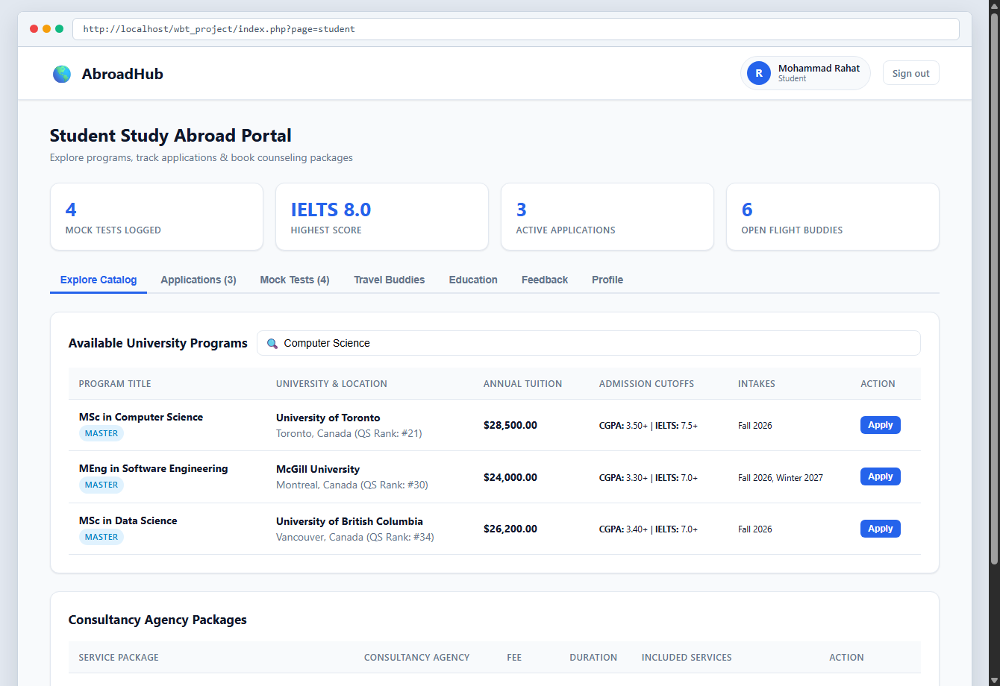 http://localhost/wbt_project/index.php?page=student
AbroadHub
R
Mohammad Rahat
Student
Sign out
Student Study Abroad Portal
Explore programs, track applications & book counseling packages
4
MOCK TESTS LOGGED
IELTS 8.0
HIGHEST SCORE
3
ACTIVE APPLICATIONS
6
OPEN FLIGHT BUDDIES
Explore Catalog Applications (3) Mock Tests (4) Travel Buddies Education Feedback Profile
Available University Programs
Computer Science
PROGRAM TITLE UNIVERSITY & LOCATION ANNUAL TUITION ADMISSION CUTOFFS INTAKES ACTION
MSc in Computer Science
MASTER
University of Toronto
Toronto, Canada (QS Rank: #21)
$28,500.00
CGPA: 3.50+ | IELTS: 7.5+
Fall 2026
Apply
MEng in Software Engineering
MASTER
McGill University
Montreal, Canada (QS Rank: #30)
$24,000.00
CGPA: 3.30+ | IELTS: 7.0+
Fall 2026, Winter 2027
Apply
MSc in Data Science
MASTER
University of British Columbia
Vancouver, Canada (QS Rank: #34)
$26,200.00
CGPA: 3.40+ | IELTS: 7.0+
Fall 2026
Apply
Consultancy Agency Packages
SERVICE PACKAGE CONSULTANCY AGENCY FEE DURATION INCLUDED SERVICES ACTION